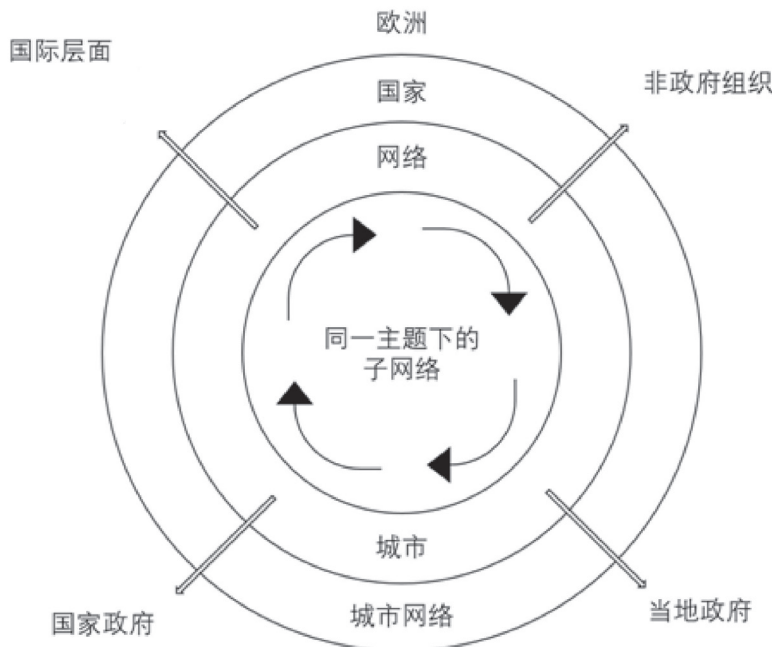 欧洲
国际层面
非政府组织
国家
网络
同一主题下的
子网络
城市
国家政府
城市网络
当地政府